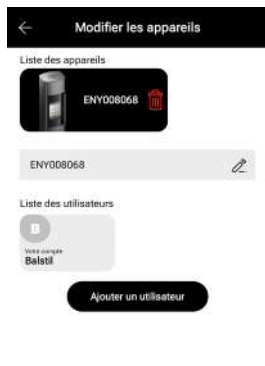 Modifier les appareils
Liste des appareils
ENY008068
ENY008068
Liste des utilisateurs
B
Votre compte
Balstil
Ajouter un utilisateur